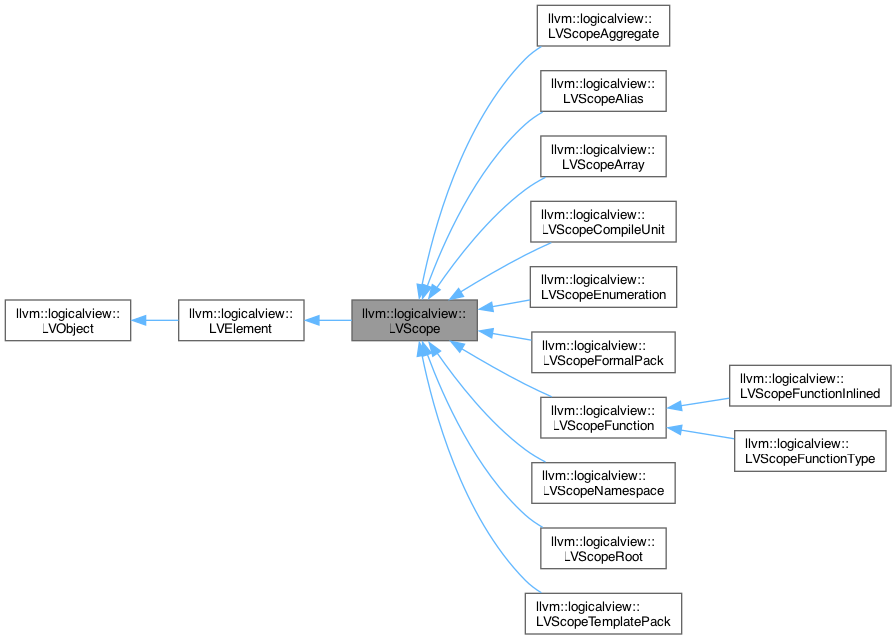 llvm::logicalview::
LVObject
llvm::logicalview::
LVElement
llvm::logicalview::
LVScope
llvm::logicalview::
LVScopeAggregate
llvm::logicalview::
LVScopeAlias
llvm::logicalview::
LVScopeArray
llvm::logicalview::
LVScopeCompileUnit
llvm::logicalview::
LVScopeEnumeration
llvm::logicalview::
LVScopeFormalPack
llvm::logicalview::
LVScopeFunction
llvm::logicalview::
LVScopeFunctionInlined
llvm::logicalview::
LVScopeFunctionType
llvm::logicalview::
LVScopeNamespace
llvm::logicalview::
LVScopeRoot
llvm::logicalview::
LVScopeTemplatePack